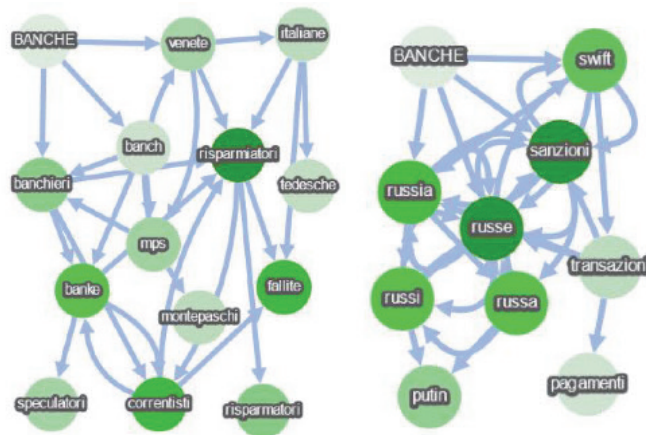 BANCHE
venete
italiane
banch
risparmiatori
banchieri
tedesche
mps
banke
fallite
montepaschi
speculatori
correntisti
risparmatori
BANCHE
swift
sanzioni
russia
russe
transazioni
russi
russa
putin
pagamenti